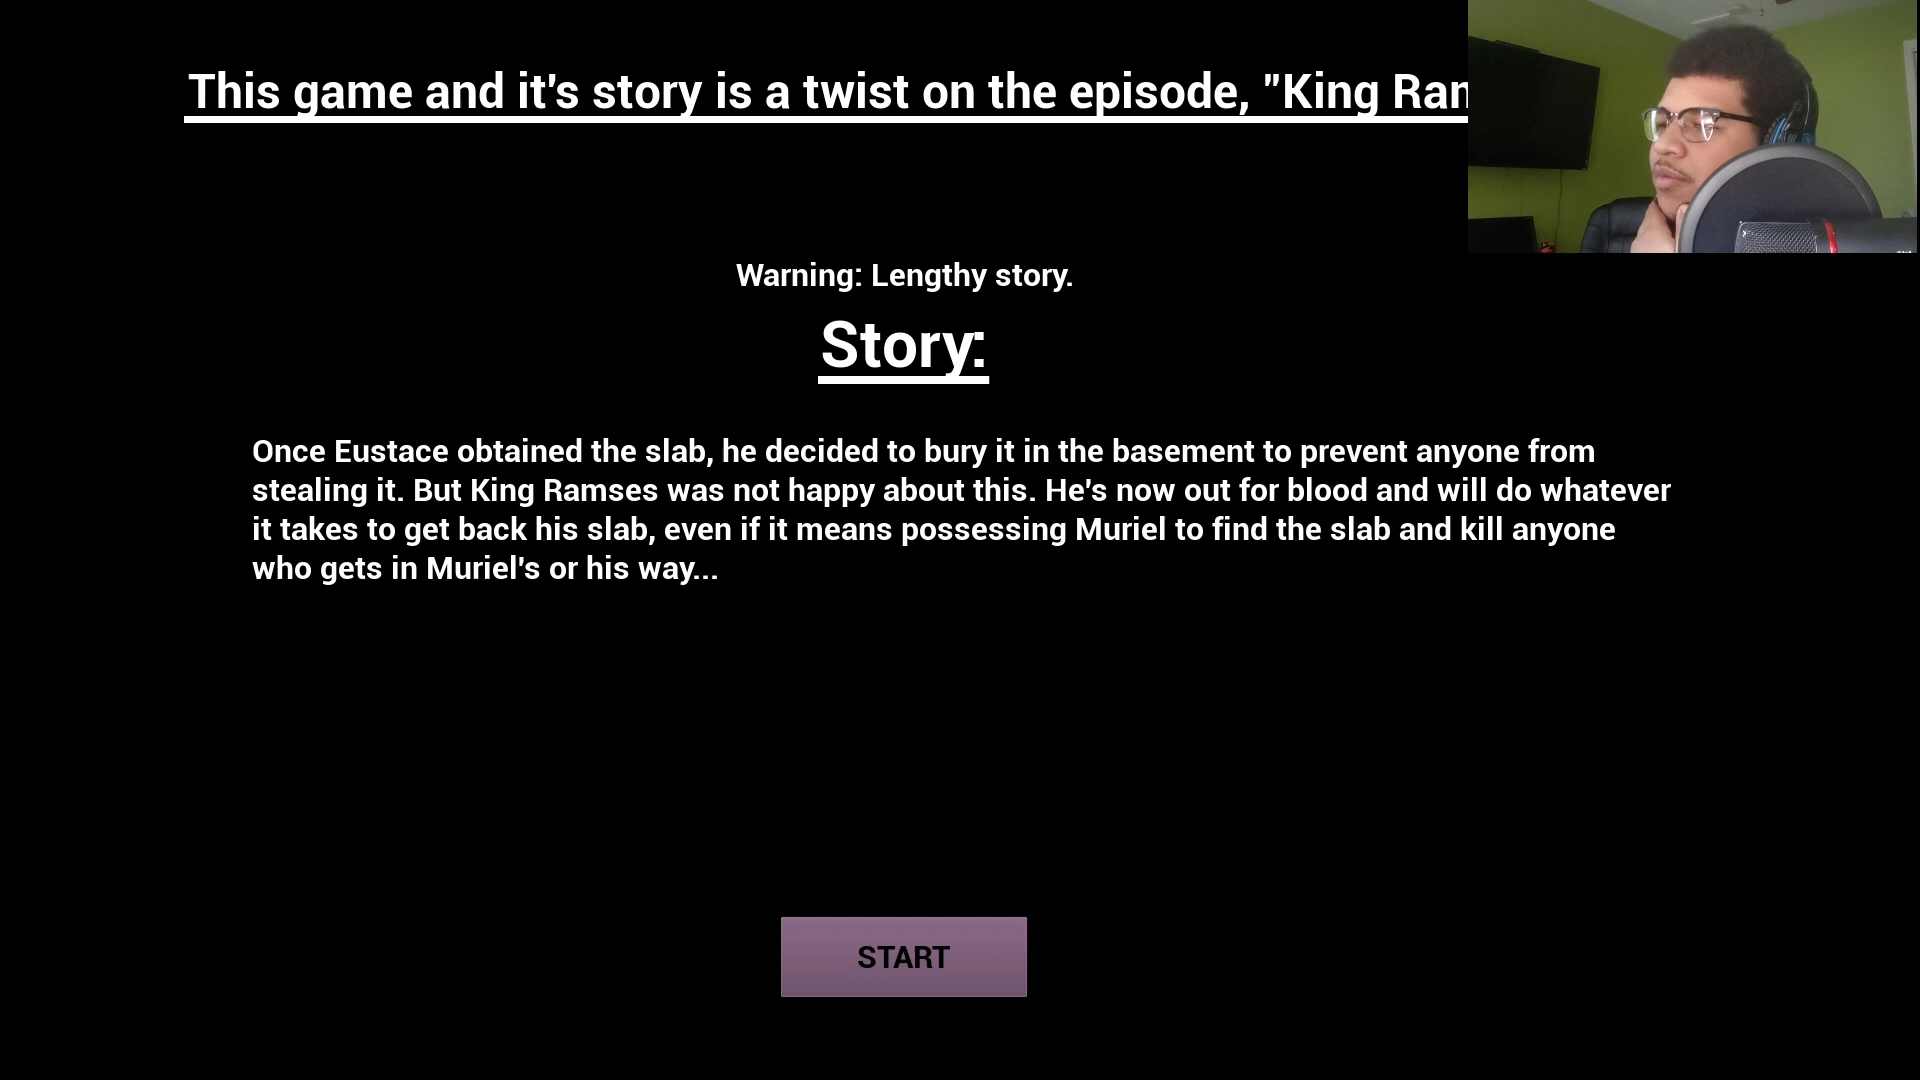 This game and it's story is a twist on the episode, "King Ram
Warning: Lengthy story.
Story:
Once Eustace obtained the slab, he decided to bury it in the basement to prevent anyone from
stealing it. But King Ramses was not happy about this. He's now out for blood and will do whatever
it takes to get back his slab, even if it means possessing Muriel to find the slab and kill anyone
who gets in Muriel's or his way...
START